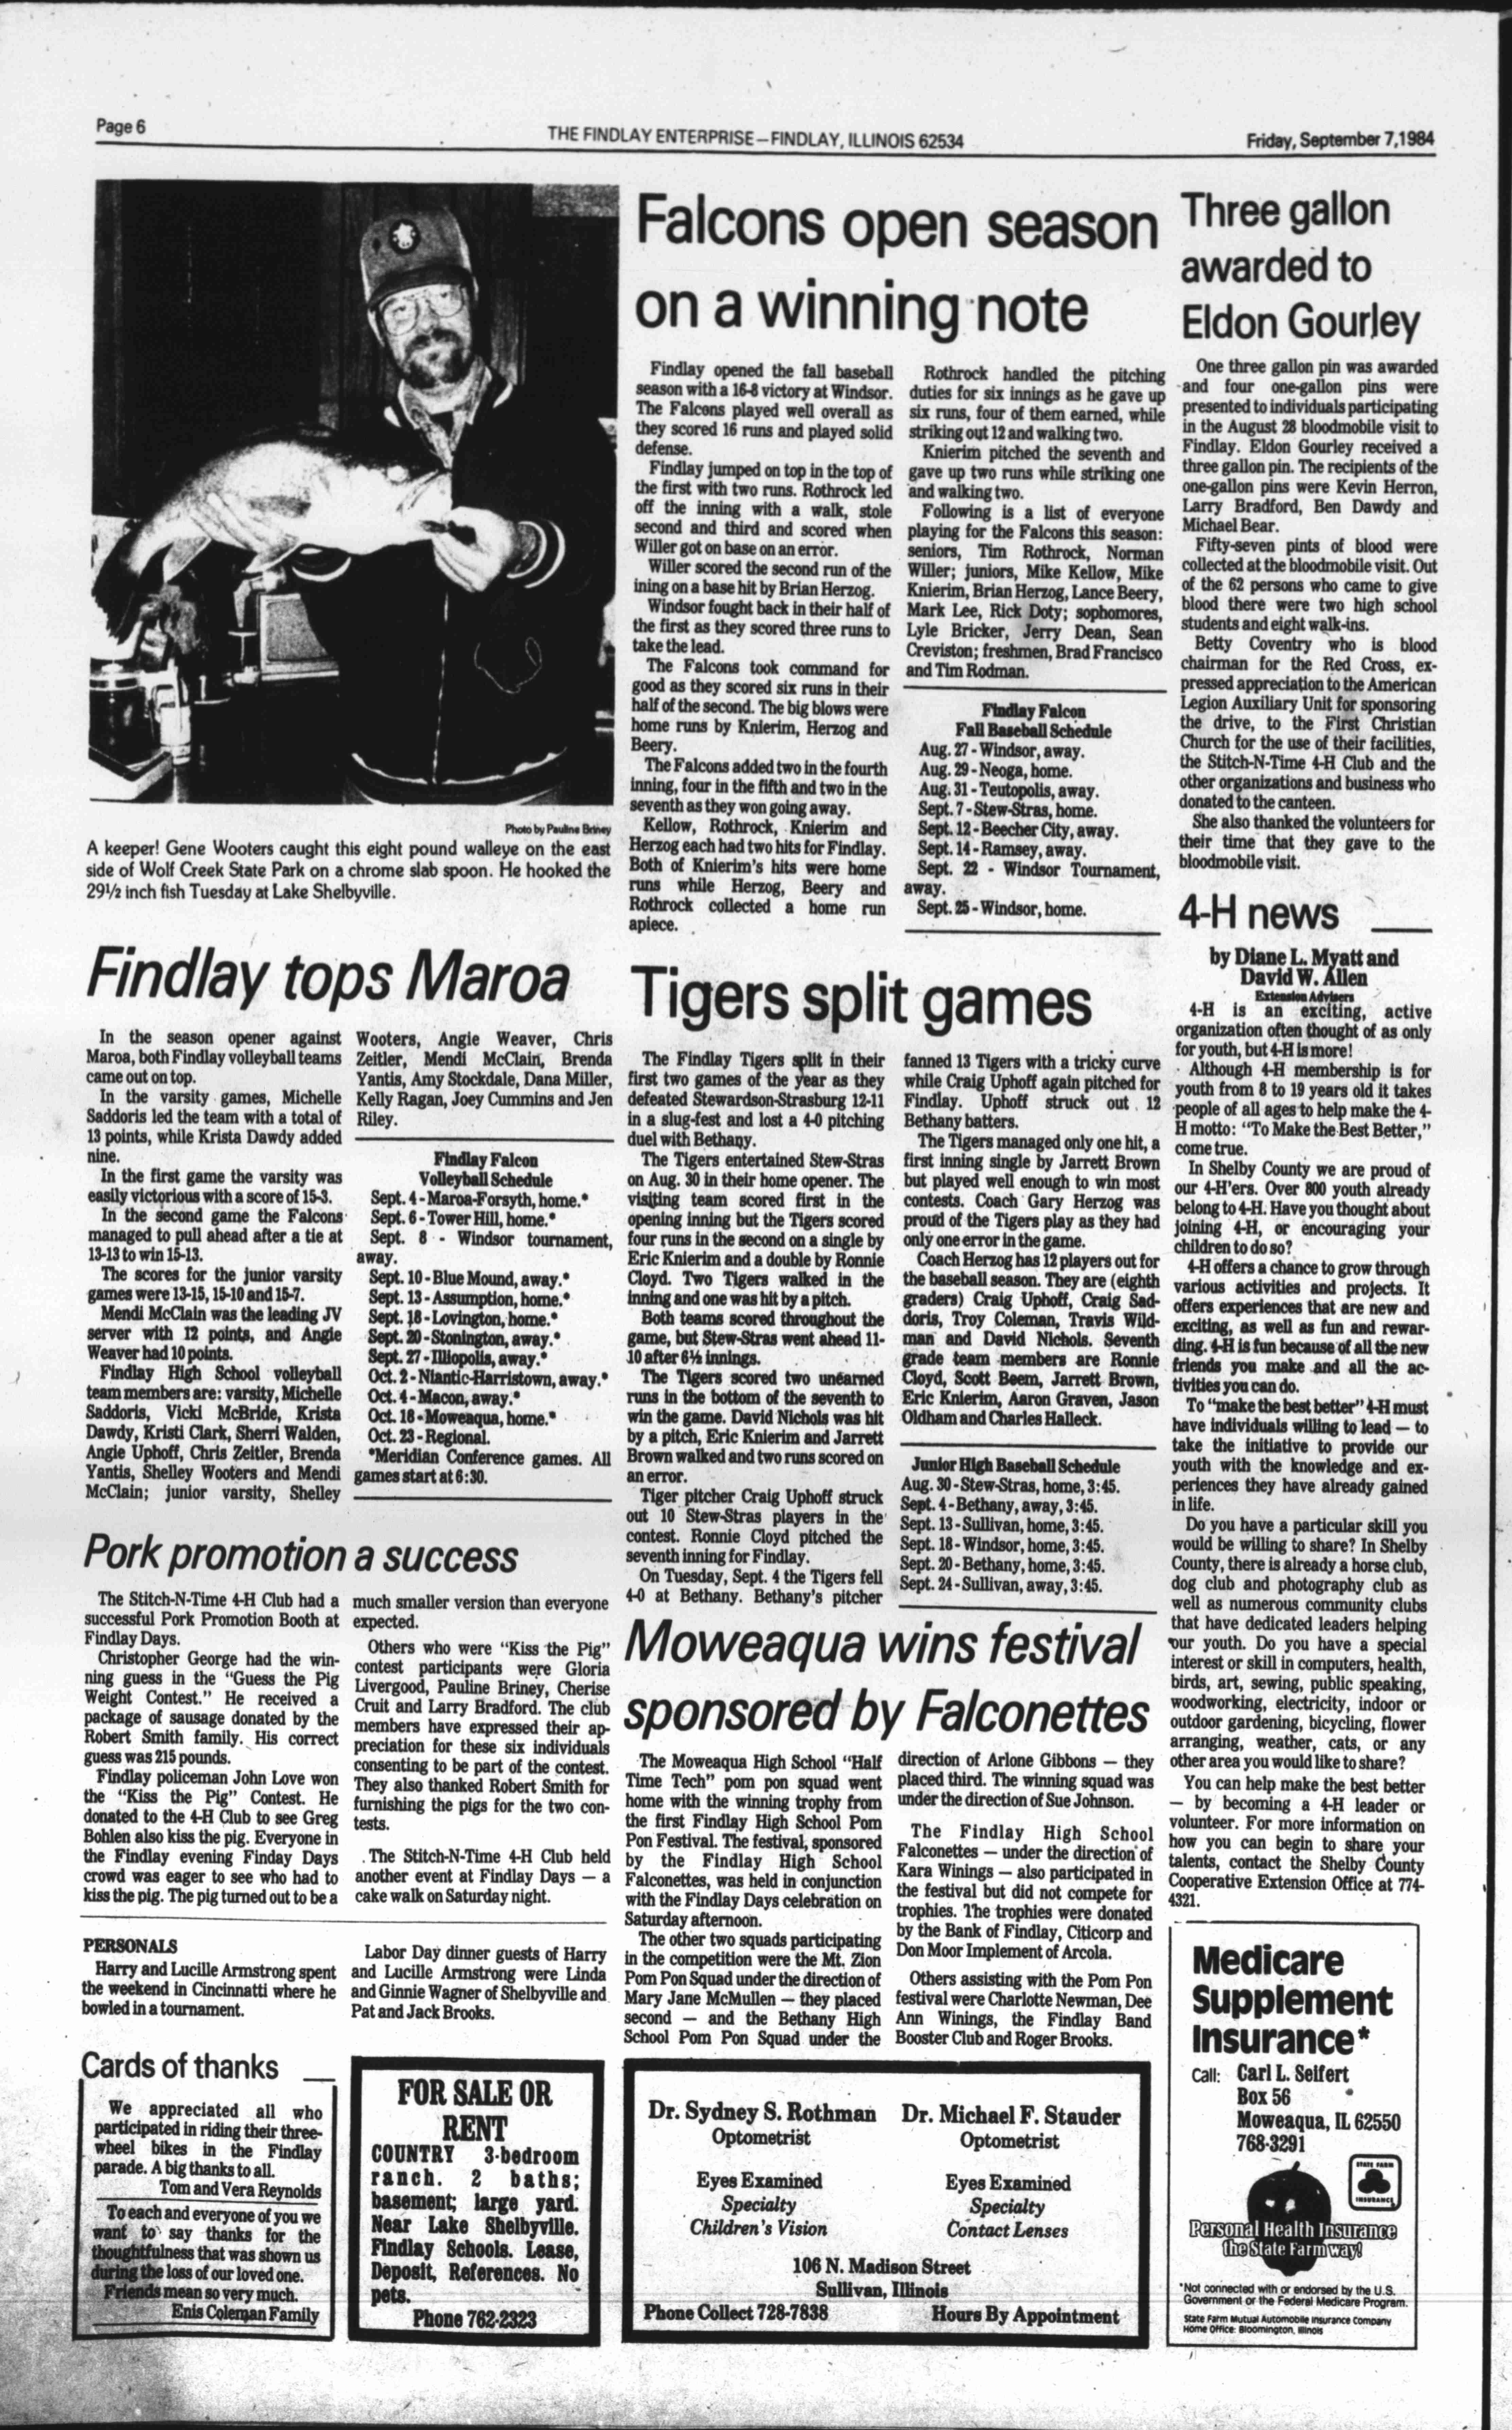 Page 6
THE FINDLAY ENTERPRISE—FINDLAY, ILLINOIS 62534
Friday, September 7, 1984
Photo by Pauline Briney
A keeper! Gene Wooters caught this eight pound walleye on the east
side of Wolf Creek State Park on a chrome slab spoon. He hooked the
29½ inch fish Tuesday at Lake Shelbyville.
Falcons open season
on a winning note
Findlay opened the fall baseball
season with a 16-8 victory at Windsor.
The Falcons played well overall as
they scored 16 runs and played solid
defense.
Findlay jumped on top in the top of
the first with two runs. Rothrock led
off the inning with a walk, stole
second and third and scored when
Willer got on base on an error.
Willer scored the second run of the
ining on a base hit by Brian Herzog.
Windsor fought back in their half of
the first as they scored three runs to
take the lead.
The Falcons took command for
good as they scored six runs in their
half of the second. The big blows were
home runs by Knierim, Herzog and
Beery.
The Falcons added two in the fourth
inning, four in the fifth and two in the
seventh as they won going away.
Kellow, Rothrock, Knierim and
Herzog each had two hits for Findlay.
Both of Knierim's hits were home
runs while Herzog, Beery and
Rothrock collected a home run
apiece.
Rothrock handled the pitching
duties for six innings as he gave up
six runs, four of them earned, while
striking out 12 and walking two.
Knierim pitched the seventh and
gave up two runs while striking one
and walking two.
Following is a list of everyone
playing for the Falcons this season:
seniors, Tim Rothrock, Norman
Willer; juniors, Mike Kellow, Mike
Knierim, Brian Herzog, Lance Beery,
Mark Lee, Rick Doty; sophomores,
Lyle Bricker, Jerry Dean, Sean
Creviston; freshmen, Brad Francisco
and Tim Rodman.
Findlay Falcon
Fall Baseball Schedule
Aug. 27 - Windsor, away.
Aug. 29 - Neoga, home.
Aug. 31 - Teutopolis, away.
Sept. 7 - Stew-Stras, home.
Sept. 12 - Beecher City, away.
Sept. 14 - Ramsey, away.
Sept. 22 - Windsor Tournament,
away.
Sept. 25 - Windsor, home.
Three gallon
awarded to
Eldon Gourley
One three gallon pin was awarded
and four one-gallon pins were
presented to individuals participating
in the August 28 bloodmobile visit to
Findlay. Eldon Gourley received a
three gallon pin. The recipients of the
one-gallon pins were Kevin Herron,
Larry Bradford, Ben Dawdy and
Michael Bear.
Fifty-seven pints of blood were
collected at the bloodmobile visit. Out
of the 62 persons who came to give
blood there were two high school
students and eight walk-ins.
Betty Coventry who is blood
chairman for the Red Cross, ex-
pressed appreciation to the American
Legion Auxiliary Unit for sponsoring
the drive, to the First Christian
Church for the use of their facilities,
the Stitch-N-Time 4-H Club and the
other organizations and business who
donated to the canteen.
She also thanked the volunteers for
their time that they gave to the
bloodmobile visit.
4-H news
by Diane L. Myatt and
David W. Allen
Extension Advisers
4-H is an exciting, active
organization often thought of as only
for youth, but 4-H is more!
Although 4-H membership is for
youth from 8 to 19 years old it takes
people of all ages to help make the 4-
H motto: "To Make the Best Better,"
come true.
In Shelby County we are proud of
our 4-H'ers. Over 800 youth already
belong to 4-H. Have you thought about
joining 4-H, or encouraging your
children to do so?
4-H offers a chance to grow through
various activities and projects. It
offers experiences that are new and
exciting, as well as fun and rewar-
ding. 4-H is fun because of all the new
friends you make and all the ac-
tivities you can do.
To "make the best better" 4-H must
have individuals willing to lead — to
take the initiative to provide our
youth with the knowledge and ex-
periences they have already gained
in life.
Do you have a particular skill you
would be willing to share? In Shelby
County, there is already a horse club,
dog club and photography club as
well as numerous community clubs
that have dedicated leaders helping
our youth. Do you have a special
interest or skill in computers, health,
birds, art, sewing, public speaking,
woodworking, electricity, indoor or
outdoor gardening, bicycling, flower
arranging, weather, cats, or any
other area you would like to share?
You can help make the best better
— by becoming a 4-H leader or
volunteer. For more information on
how you can begin to share your
talents, contact the Shelby County
Cooperative Extension Office at 774-
4321.
Findlay tops Maroa
In the season opener against
Maroa, both Findlay volleyball teams
came out on top.
In the varsity games, Michelle
Saddoris led the team with a total of
13 points, while Krista Dawdy added
nine.
In the first game the varsity was
easily victorious with a score of 15-3.
In the second game the Falcons
managed to pull ahead after a tie at
13-13 to win 15-13.
The scores for the junior varsity
games were 13-15, 15-10 and 15-7.
Mendi McClain was the leading JV
server with 12 points, and Angie
Weaver had 10 points.
Findlay High School volleyball
team members are: varsity, Michelle
Saddoris, Vicki McBride, Krista
Dawdy, Kristi Clark, Sherri Walden,
Angie Uphoff, Chris Zeitler, Brenda
Yantis, Shelley Wooters and Mendi
McClain; junior varsity, Shelley
Wooters, Angie Weaver, Chris
Zeitler, Mendi McClain, Brenda
Yantis, Amy Stockdale, Dana Miller,
Kelly Ragan, Joey Cummins and Jen
Riley.
Findlay Falcon
Volleyball Schedule
Sept. 4 - Maroa-Forsyth, home.*
Sept. 6 - Tower Hill, home.*
Sept. 8 - Windsor tournament,
away.
Sept. 10 - Blue Mound, away.*
Sept. 13 - Assumption, home.*
Sept. 18 - Lovington, home.*
Sept. 20 - Stonington, away.*
Sept. 27 - Illiopolis, away.*
Oct. 2 - Niantic-Harristown, away.*
Oct. 4 - Macon, away.*
Oct. 16 - Moweaqua, home.*
Oct. 23 - Regional.
*Meridian Conference games. All
games start at 6:30.
Tigers split games
The Findlay Tigers split in their
first two games of the year as they
defeated Stewardson-Strasburg 12-11
in a slug-fest and lost a 4-0 pitching
duel with Bethany.
The Tigers entertained Stew-Stras
on Aug. 30 in their home opener. The
visiting team scored first in the
opening inning but the Tigers scored
four runs in the second on a single by
Eric Knierim and a double by Ronnie
Cloyd. Two Tigers walked in the
inning and one was hit by a pitch.
Both teams scored throughout the
game, but Stew-Stras went ahead 11-
10 after 6½ innings.
The Tigers scored two unearned
runs in the bottom of the seventh to
win the game. David Nichols was hit
by a pitch, Eric Knierim and Jarrett
Brown walked and two runs scored on
an error.
Tiger pitcher Craig Uphoff struck
out 10 Stew-Stras players in the
contest. Ronnie Cloyd pitched the
seventh inning for Findlay.
On Tuesday, Sept. 4 the Tigers fell
4-0 at Bethany. Bethany's pitcher
fanned 13 Tigers with a tricky curve
while Craig Uphoff again pitched for
Findlay. Uphoff struck out 12
Bethany batters.
The Tigers managed only one hit, a
first inning single by Jarrett Brown
but played well enough to win most
contests. Coach Gary Herzog was
proud of the Tigers play as they had
only one error in the game.
Coach Herzog has 12 players out for
the baseball season. They are (eighth
graders) Craig Uphoff, Craig Sad-
doris, Troy Coleman, Travis Wild-
man and David Nichols. Seventh
grade team members are Ronnie
Cloyd, Scott Beem, Jarrett Brown,
Eric Knierim, Aaron Graven, Jason
Oldham and Charles Halleck.
Junior High Baseball Schedule
Aug. 30 - Stew-Stras, home, 3:45.
Sept. 4 - Bethany, away, 3:45.
Sept. 13 - Sullivan, home, 3:45.
Sept. 18 - Windsor, home, 3:45.
Sept. 20 - Bethany, home, 3:45.
Sept. 24 - Sullivan, away, 3:45.
Pork promotion a success
The Stitch-N-Time 4-H Club had a
successful Pork Promotion Booth at
Findlay Days.
Christopher George had the win-
ning guess in the "Guess the Pig
Weight Contest." He received a
package of sausage donated by the
Robert Smith family. His correct
guess was 215 pounds.
Findlay policeman John Love won
the "Kiss the Pig" Contest. He
donated to the 4-H Club to see Greg
Bohlen also kiss the pig. Everyone in
the Findlay evening Finday Days
crowd was eager to see who had to
kiss the pig. The pig turned out to be a
much smaller version than everyone
expected.
Others who were "Kiss the Pig"
contest participants were Gloria
Livergood, Pauline Briney, Cherise
Cruit and Larry Bradford. The club
members have expressed their ap-
preciation for these six individuals
consenting to be part of the contest.
They also thanked Robert Smith for
furnishing the pigs for the two con-
tests.
The Stitch-N-Time 4-H Club held
another event at Findlay Days — a
cake walk on Saturday night.
Moweaqua wins festival
sponsored by Falconettes
The Moweaqua High School "Half
Time Tech" pom pon squad went
home with the winning trophy from
the first Findlay High School Pom
Pon Festival. The festival, sponsored
by the Findlay High School
Falconettes, was held in conjunction
with the Findlay Days celebration on
Saturday afternoon.
The other two squads participating
in the competition were the Mt. Zion
Pom Pon Squad under the direction of
Mary Jane McMullen — they placed
second — and the Bethany High
School Pom Pon Squad under the
direction of Arlone Gibbons — they
placed third. The winning squad was
under the direction of Sue Johnson.
The Findlay High School
Falconettes — under the direction of
Kara Winings — also participated in
the festival but did not compete for
trophies. The trophies were donated
by the Bank of Findlay, Citicorp and
Don Moor Implement of Arcola.
Others assisting with the Pom Pon
festival were Charlotte Newman, Dee
Ann Winings, the Findlay Band
Booster Club and Roger Brooks.
PERSONALS
Harry and Lucille Armstrong spent
the weekend in Cincinnatti where he
bowled in a tournament.
Labor Day dinner guests of Harry
and Lucille Armstrong were Linda
and Ginnie Wagner of Shelbyville and
Pat and Jack Brooks.
Cards of thanks
We appreciated all who
participated in riding their three-
wheel bikes in the Findlay
parade. A big thanks to all.
Tom and Vera Reynolds
To each and everyone of you we
want to say thanks for the
thoughtfulness that was shown us
during the loss of our loved one.
Friends mean so very much.
Enis Coleman Family
FOR SALE OR
RENT
COUNTRY 3-bedroom
ranch. 2 baths;
basement; large yard.
Near Lake Shelbyville.
Findlay Schools. Lease,
Deposit, References. No
pets.
Phone 762-2323
Dr. Sydney S. Rothman
Optometrist
Eyes Examined
Specialty
Children's Vision
Dr. Michael F. Stauder
Optometrist
Eyes Examined
Specialty
Contact Lenses
106 N. Madison Street
Sullivan, Illinois
Phone Collect 728-7838
Hours By Appointment
Medicare
Supplement
Insurance*
Call: Carl L. Seifert
Box 56
Moweaqua, IL 62550
768-3291
STATE FARM
INSURANCE
Personal Health Insurance
the State Farm way!
*Not connected with or endorsed by the U.S.
Government or the Federal Medicare Program.
State Farm Mutual Automobile Insurance Company
Home Office: Bloomington, Illinois